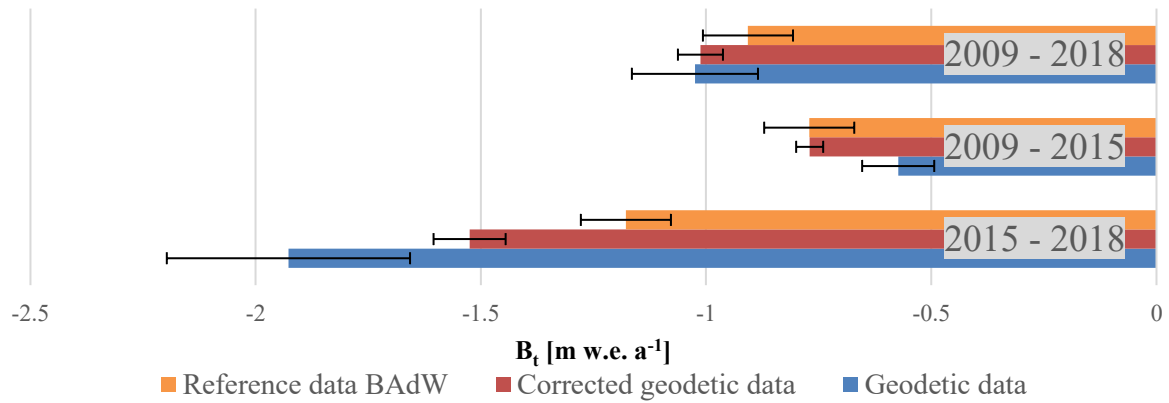 2009 - 2018
2009 - 2015
2015 - 2018
-2.5 -2 -1.5 -1 -0.5 0
Bₜ [m w.e. a⁻¹]
Reference data BAdW Corrected geodetic data Geodetic data